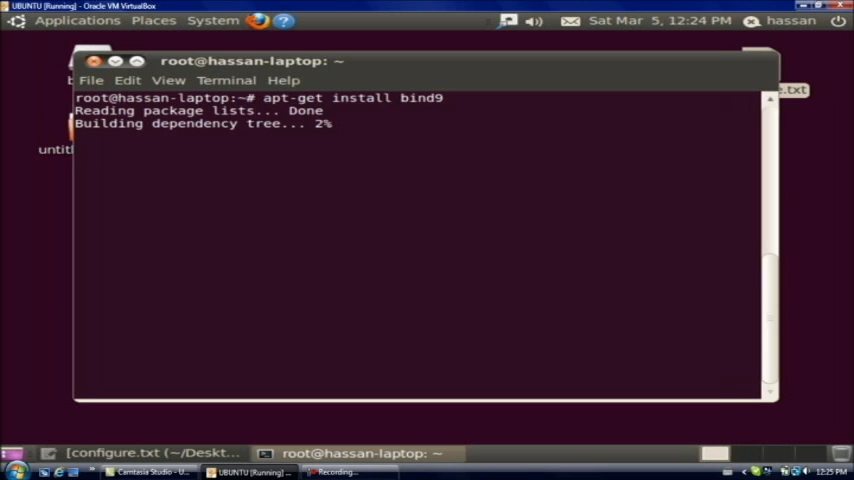 UBUNTU [Running] - Oracle VM VirtualBox
Applications Places System
Sat Mar 5, 12:24 PM
hassan
root@hassan-laptop: ~
File Edit View Terminal Help
root@hassan-laptop:~# apt-get install bind9
Reading package lists... Done
Building dependency tree... 2%
e.txt
untitl
[configure.txt (~/Deskt...
root@hassan-laptop: ~
Camtasia Studio - U...
UBUNTU [Running] ...
Recording...
12:25 PM